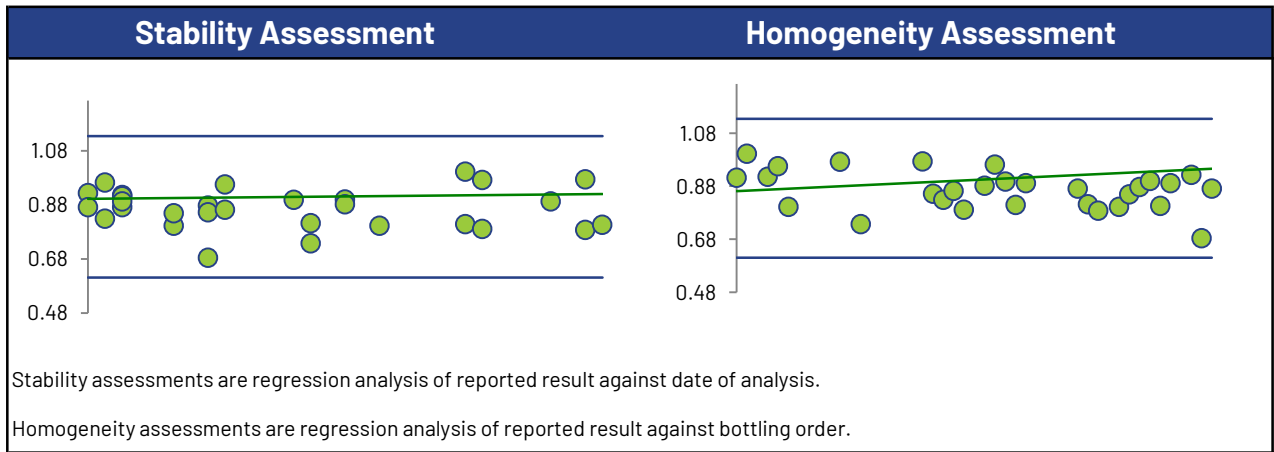 Stability Assessment
Homogeneity Assessment
1.08
0.88
0.68
0.48
1.08
0.88
0.68
0.48
Stability assessments are regression analysis of reported result against date of analysis.
Homogeneity assessments are regression analysis of reported result against bottling order.